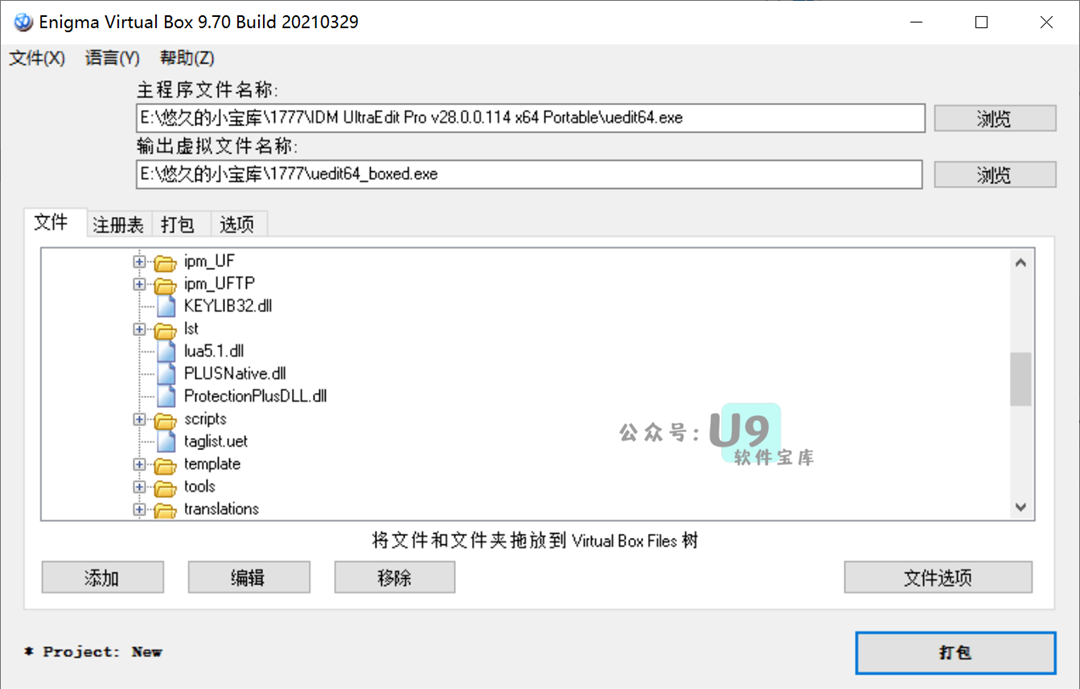 Enigma Virtual Box 9.70 Build 20210329
文件(X) 语言(Y) 帮助(Z)
主程序文件名称:
E:\悠久的小宝库\1777\IDM UltraEdit Pro v28.0.0.114 x64 Portable\uedit64.exe 浏览
输出虚拟文件名称:
E:\悠久的小宝库\1777\uedit64_boxed.exe 浏览
文件 注册表 打包 选项
ipm_UF
ipm_UFTP
KEYLIB32.dll
lst
lua5.1.dll
PLUSNative.dll
ProtectionPlusDLL.dll
scripts
taglist.uet
template
tools
translations
公众号: U9
软件宝库
将文件和文件夹拖放到 Virtual Box Files 树
添加 编辑 移除 文件选项
* Project: New 打包